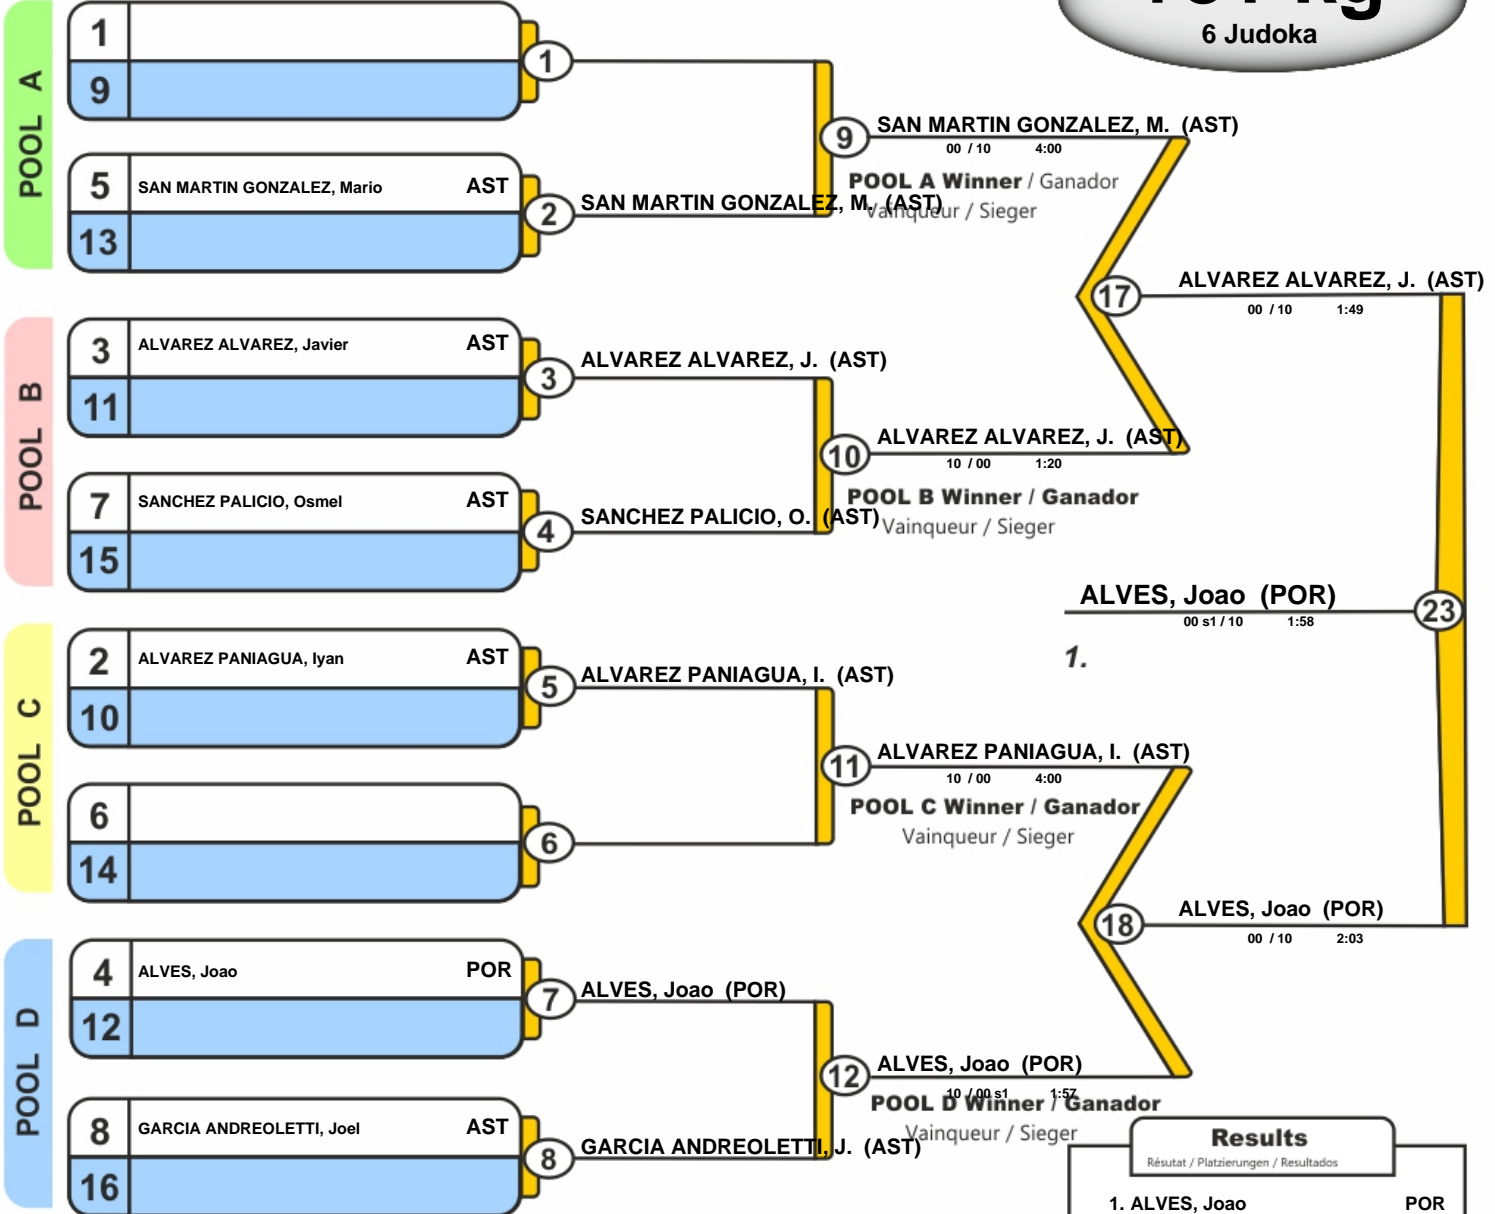 kg
6 Judoka
POOL A
1
9
1
5 SAN MARTIN GONZALEZ, Mario AST
13
2
SAN MARTIN GONZALEZ, M. (AST)
9
SAN MARTIN GONZALEZ, M. (AST)
00 / 10 4:00
POOL A Winner / Ganador
Vainqueur / Sieger
POOL B
3 ALVAREZ ALVAREZ, Javier AST
11
3
ALVAREZ ALVAREZ, J. (AST)
7 SANCHEZ PALICIO, Osmel AST
15
4
SANCHEZ PALICIO, O. (AST)
10
ALVAREZ ALVAREZ, J. (AST)
10 / 00 1:20
POOL B Winner / Ganador
Vainqueur / Sieger
17
ALVAREZ ALVAREZ, J. (AST)
00 / 10 1:49
ALVES, Joao (POR)
23
00 s1 / 10 1:58
1.
POOL C
2 ALVAREZ PANIAGUA, Iyan AST
10
5
ALVAREZ PANIAGUA, I. (AST)
6
14
6
11
ALVAREZ PANIAGUA, I. (AST)
10 / 00 4:00
POOL C Winner / Ganador
Vainqueur / Sieger
18
ALVES, Joao (POR)
00 / 10 2:03
POOL D
4 ALVES, Joao POR
12
7
ALVES, Joao (POR)
8 GARCIA ANDREOLETTI, Joel AST
16
8
GARCIA ANDREOLETTI, J. (AST)
12
ALVES, Joao (POR)
10 / 00 s1 1:57
POOL D Winner / Ganador
Vainqueur / Sieger
Results
Résutat / Platzierungen / Resultados
1. ALVES, Joao POR